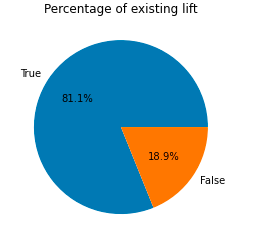 Percentage of existing lift
True
81.1%
18.9%
False